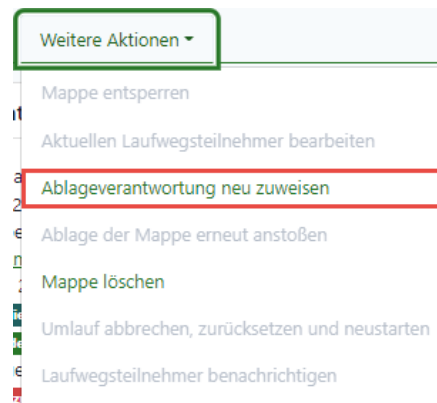 Weitere Aktionen
Mappe entsperren
Aktuellen Laufwegsteilnehmer bearbeiten
Ablageverantwortung neu zuweisen
Ablage der Mappe erneut anstoßen
Mappe löschen
Umlauf abbrechen, zurücksetzen und neustarten
Laufwegsteilnehmer benachrichtigen